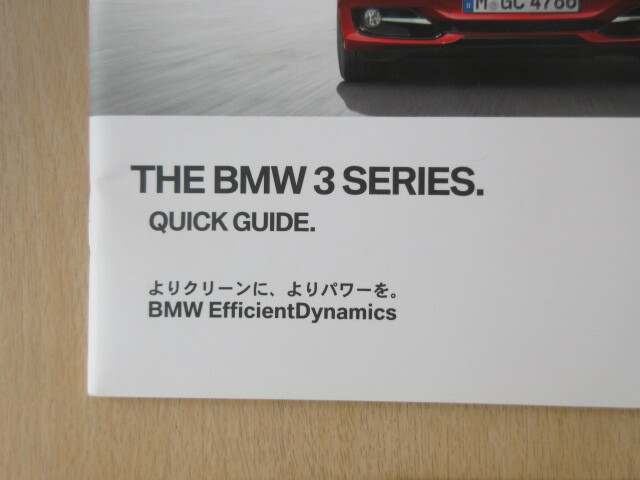 M GC 4766
THE BMW 3 SERIES.
QUICK GUIDE.
よりクリーンに、よりパワーを。
BMW EfficientDynamics